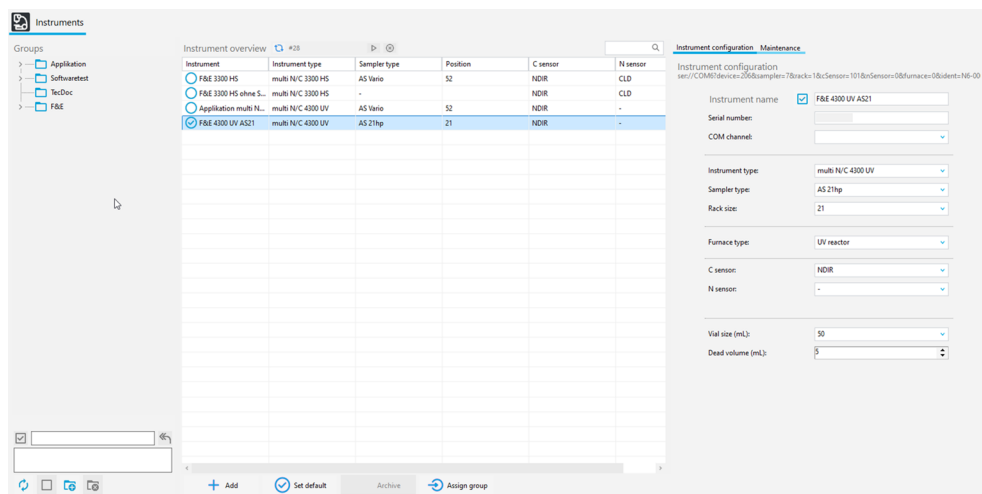 Instruments
Groups
Applikation
Softwaretest
TecDoc
F&E
Instrument overview #28
Instrument Instrument type Sampler type Position C sensor N sensor
F&E 3300 HS multi N/C 3300 HS AS Vario 52 NDIR CLD
F&E 3300 HS ohne S... multi N/C 3300 HS - NDIR CLD
Applikation multi N... multi N/C 4300 UV AS Vario 52 NDIR -
F&E 4300 UV AS21 multi N/C 4300 UV AS 21hp 21 NDIR -
Add Set default Archive Assign group
Instrument configuration Maintenance
Instrument configuration
ser://COM6?device=206&sampler=7&rack=1&cSensor=101&nSensor=0&furnace=0&ident=N6-00
Instrument name F&E 4300 UV AS21
Serial number:
COM channel:
Instrument type: multi N/C 4300 UV
Sampler type: AS 21hp
Rack size: 21
Furnace type: UV reactor
C sensor: NDIR
N sensor: -
Vial size (mL): 50
Dead volume (mL): 5